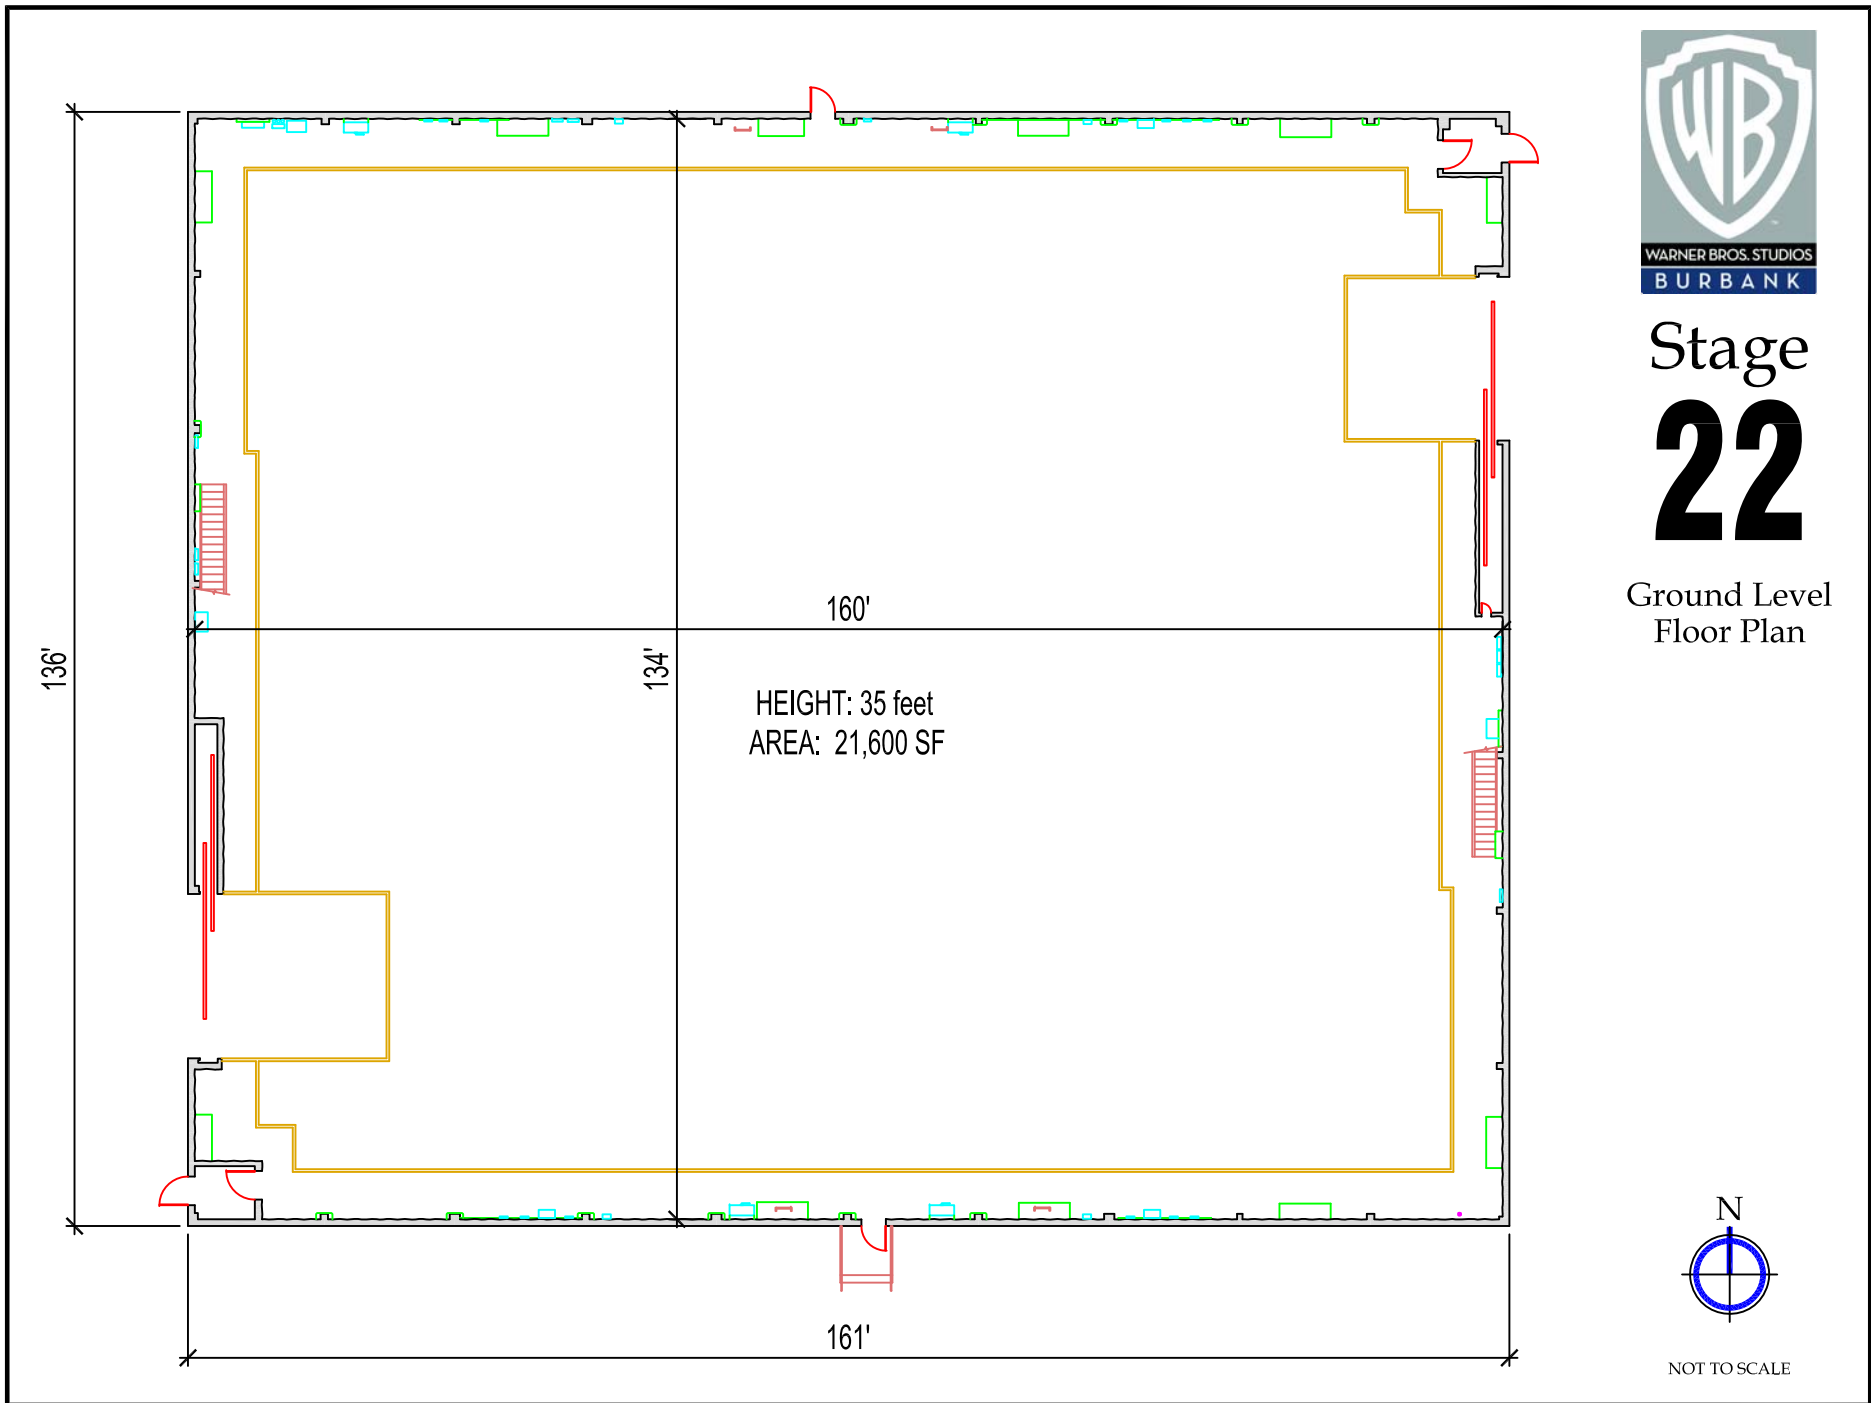 WB
WARNER BROS. STUDIOS
BURBANK
Stage
22
Ground Level
Floor Plan
160'
136'
134'
HEIGHT: 35 feet
AREA: 21,600 SF
161'
N
NOT TO SCALE